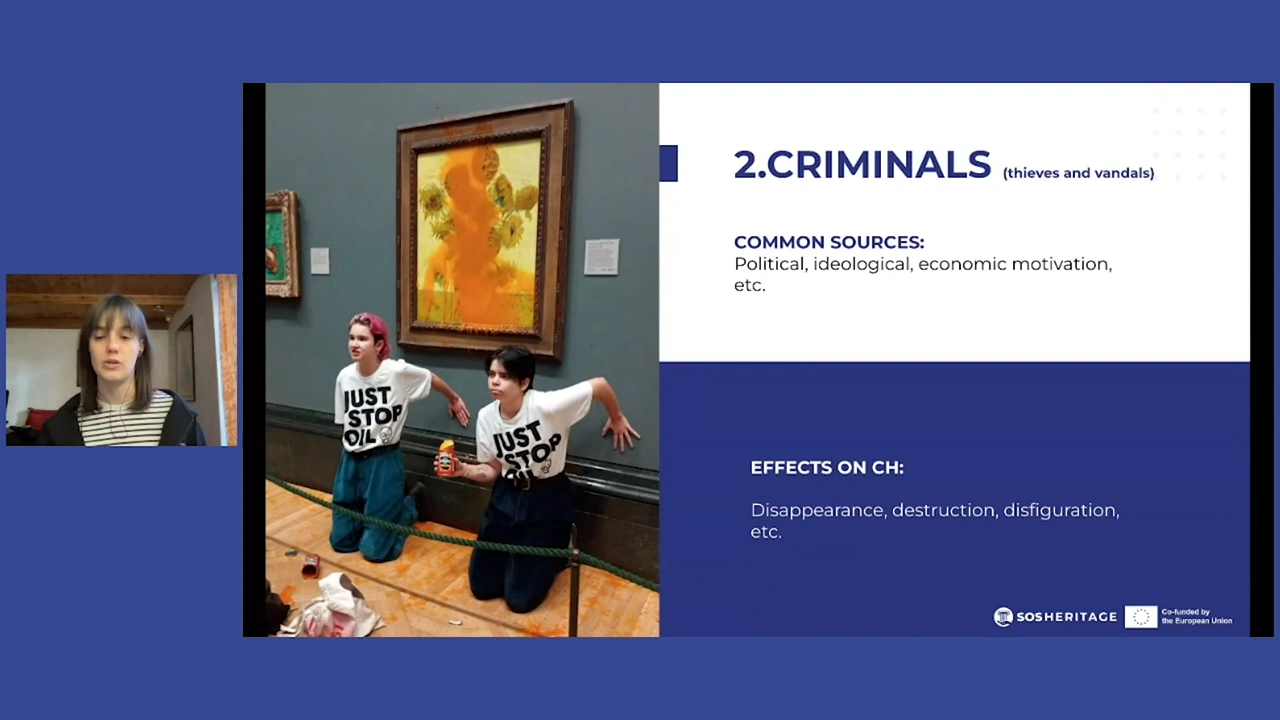 2.CRIMINALS (thieves and vandals)
COMMON SOURCES:
Political, ideological, economic motivation,
etc.
EFFECTS ON CH:
Disappearance, destruction, disfiguration,
etc.
SOSHERITAGE
Co-funded by
the European Union
JUST
STOP
OIL
JUST
STOP
OIL